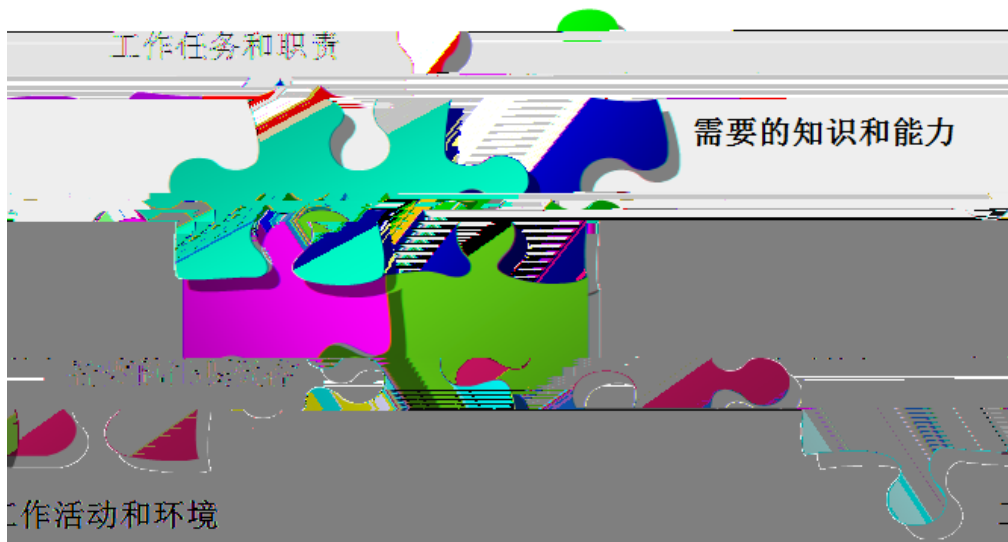 工作任务和职责
需要的知识和能力
工作活动和环境